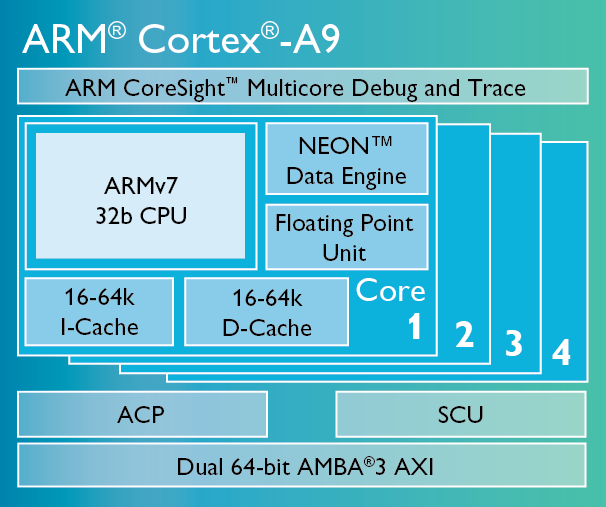 ARM® Cortex®-A9
ARM CoreSight™ Multicore Debug and Trace
ARMv7
32b CPU
NEON™
Data Engine
Floating Point
Unit
16-64k
I-Cache
16-64k
D-Cache
Core
1
2
3
4
ACP
SCU
Dual 64-bit AMBA®3 AXI